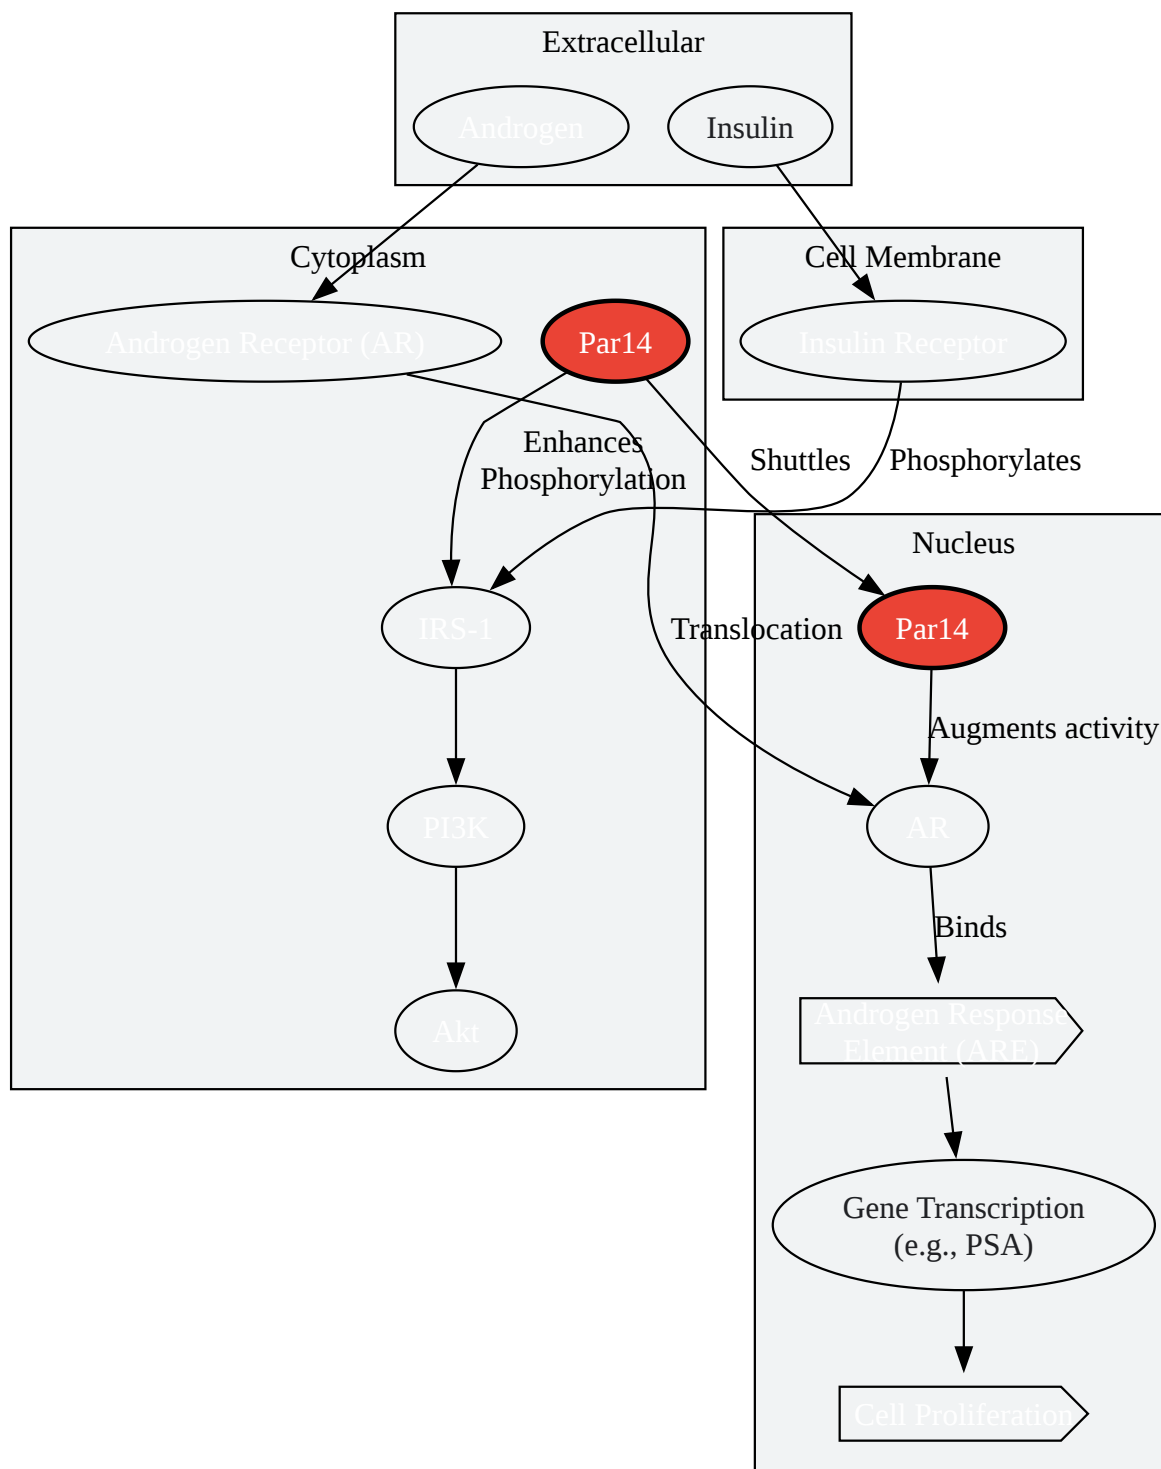 Extracellular
Androgen
Insulin
Cytoplasm
Cell Membrane
Androgen Receptor (AR)
Par14
Insulin Receptor
Enhances
Phosphorylation
Shuttles
Phosphorylates
Nucleus
IRS-1
Translocation
Par14
Augments activity
PI3K
AR
Binds
Androgen Response
Element (ARE)
Akt
Gene Transcription
(e.g., PSA)
Cell Proliferation